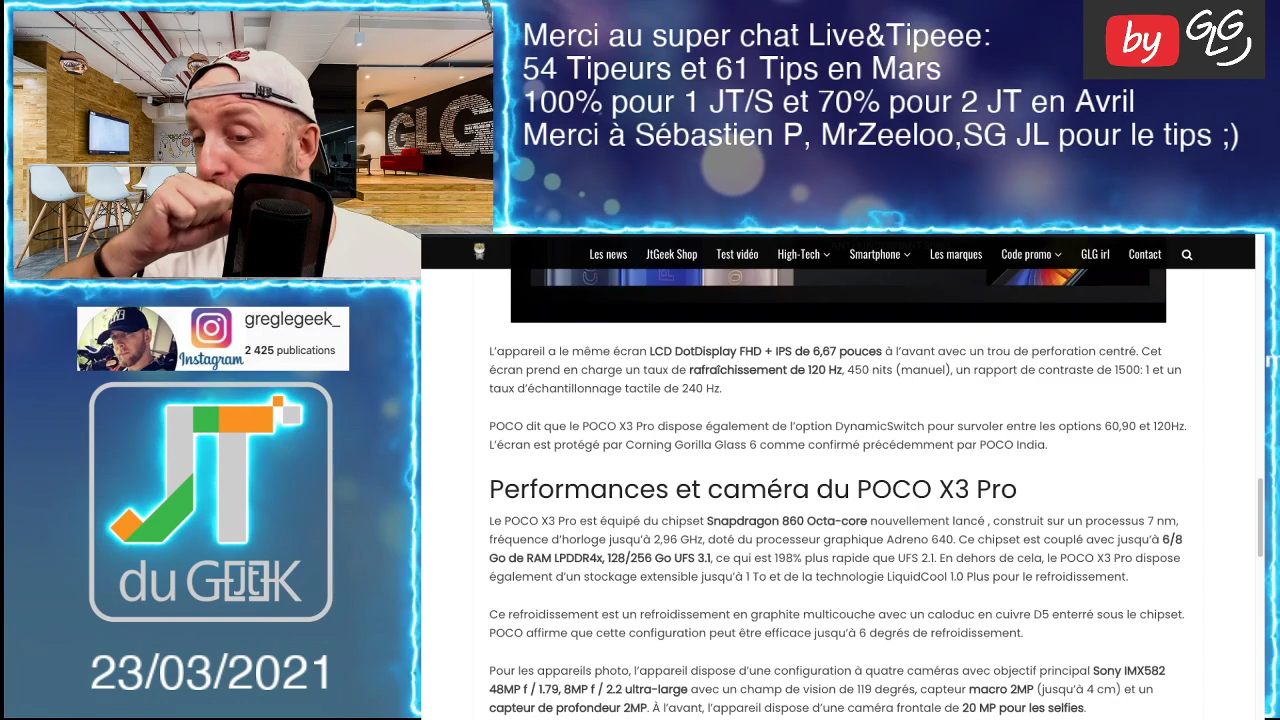 Merci au super chat Live&Tipeee:
54 Tipeurs et 61 Tips en Mars
100% pour 1 JT/S et 70% pour 2 JT en Avril
Merci à Sébastien P, MrZeeloo,SG JL pour le tips ;)
by GLG
GLG
Les news JtGeek Shop Test vidéo High-Tech Smartphone Les marques Code promo GLG irl Contact
greglegeek_
Instagram 2 425 publications
JT
du GEEK
23/03/2021
L’appareil a le même écran LCD DotDisplay FHD + IPS de 6,67 pouces à l’avant avec un trou de perforation centré. Cet
écran prend en charge un taux de rafraîchissement de 120 Hz, 450 nits (manuel), un rapport de contraste de 1500: 1 et un
taux d’échantillonnage tactile de 240 Hz.
POCO dit que le POCO X3 Pro dispose également de l’option DynamicSwitch pour survoler entre les options 60,90 et 120Hz.
L’écran est protégé par Corning Gorilla Glass 6 comme confirmé précédemment par POCO India.
Performances et caméra du POCO X3 Pro
Le POCO X3 Pro est équipé du chipset Snapdragon 860 Octa-core nouvellement lancé , construit sur un processus 7 nm,
fréquence d’horloge jusqu’à 2,96 GHz, doté du processeur graphique Adreno 640. Ce chipset est couplé avec jusqu’à 6/8
Go de RAM LPDDR4x, 128/256 Go UFS 3.1, ce qui est 198% plus rapide que UFS 2.1. En dehors de cela, le POCO X3 Pro dispose
également d’un stockage extensible jusqu’à 1 To et de la technologie LiquidCool 1.0 Plus pour le refroidissement.
Ce refroidissement est un refroidissement en graphite multicouche avec un caloduc en cuivre D5 enterré sous le chipset.
POCO affirme que cette configuration peut être efficace jusqu’à 6 degrés de refroidissement.
Pour les appareils photo, l’appareil dispose d’une configuration à quatre caméras avec objectif principal Sony IMX582
48MP f / 1.79, 8MP f / 2.2 ultra-large avec un champ de vision de 119 degrés, capteur macro 2MP (jusqu’à 4 cm) et un
capteur de profondeur 2MP. À l’avant, l’appareil dispose d’une caméra frontale de 20 MP pour les selfies.